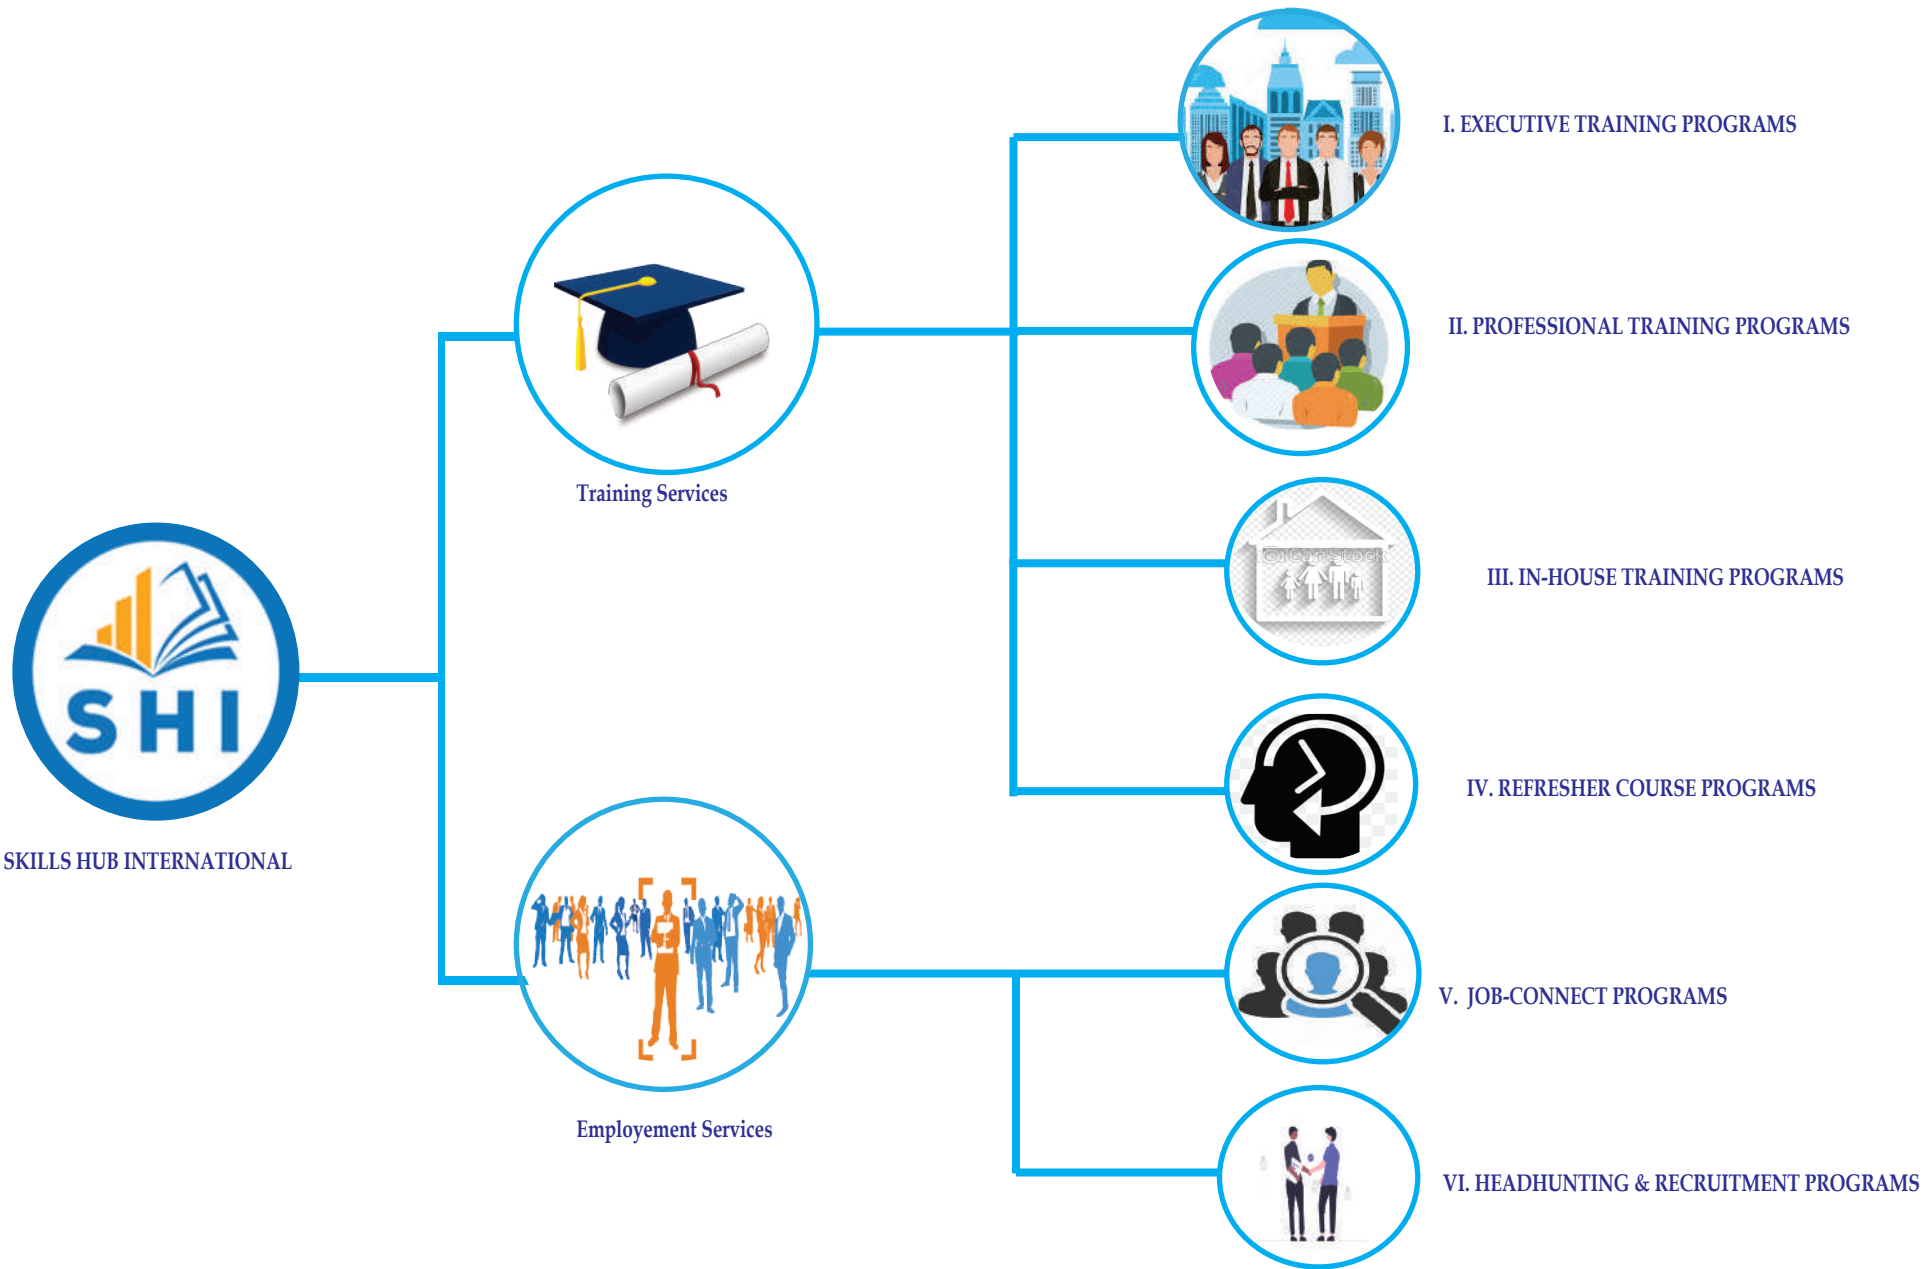 I. EXECUTIVE TRAINING PROGRAMS
II. PROFESSIONAL TRAINING PROGRAMS
Training Services
© CanStock
III. IN-HOUSE TRAINING PROGRAMS
SHI
SKILLS HUB INTERNATIONAL
IV. REFRESHER COURSE PROGRAMS
Employement Services
V. JOB-CONNECT PROGRAMS
VI. HEADHUNTING & RECRUITMENT PROGRAMS